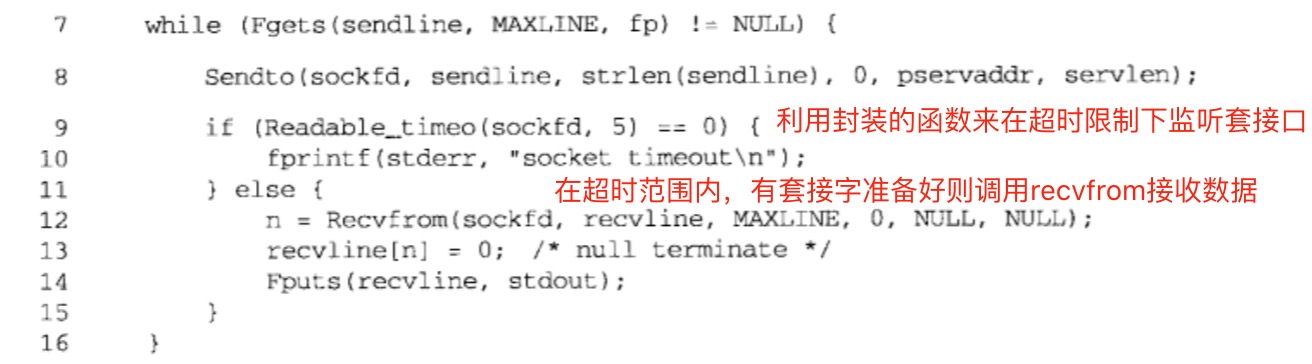 7 while (Fgets(sendline, MAXLINE, fp) != NULL) {
8 Sendto(sockfd, sendline, strlen(sendline), 0, pservaddr, servlen);
9 if (Readable_timeo(sockfd, 5) == 0) { 利用封装的函数来在超时限制下监听套接口
10 fprintf(stderr, "socket timeout\n");
11 } else { 在超时范围内，有套接字准备好则调用recvfrom接收数据
12 n = Recvfrom(sockfd, recvline, MAXLINE, 0, NULL, NULL);
13 recvline[n] = 0; /* null terminate */
14 Fputs(recvline, stdout);
15 }
16 }